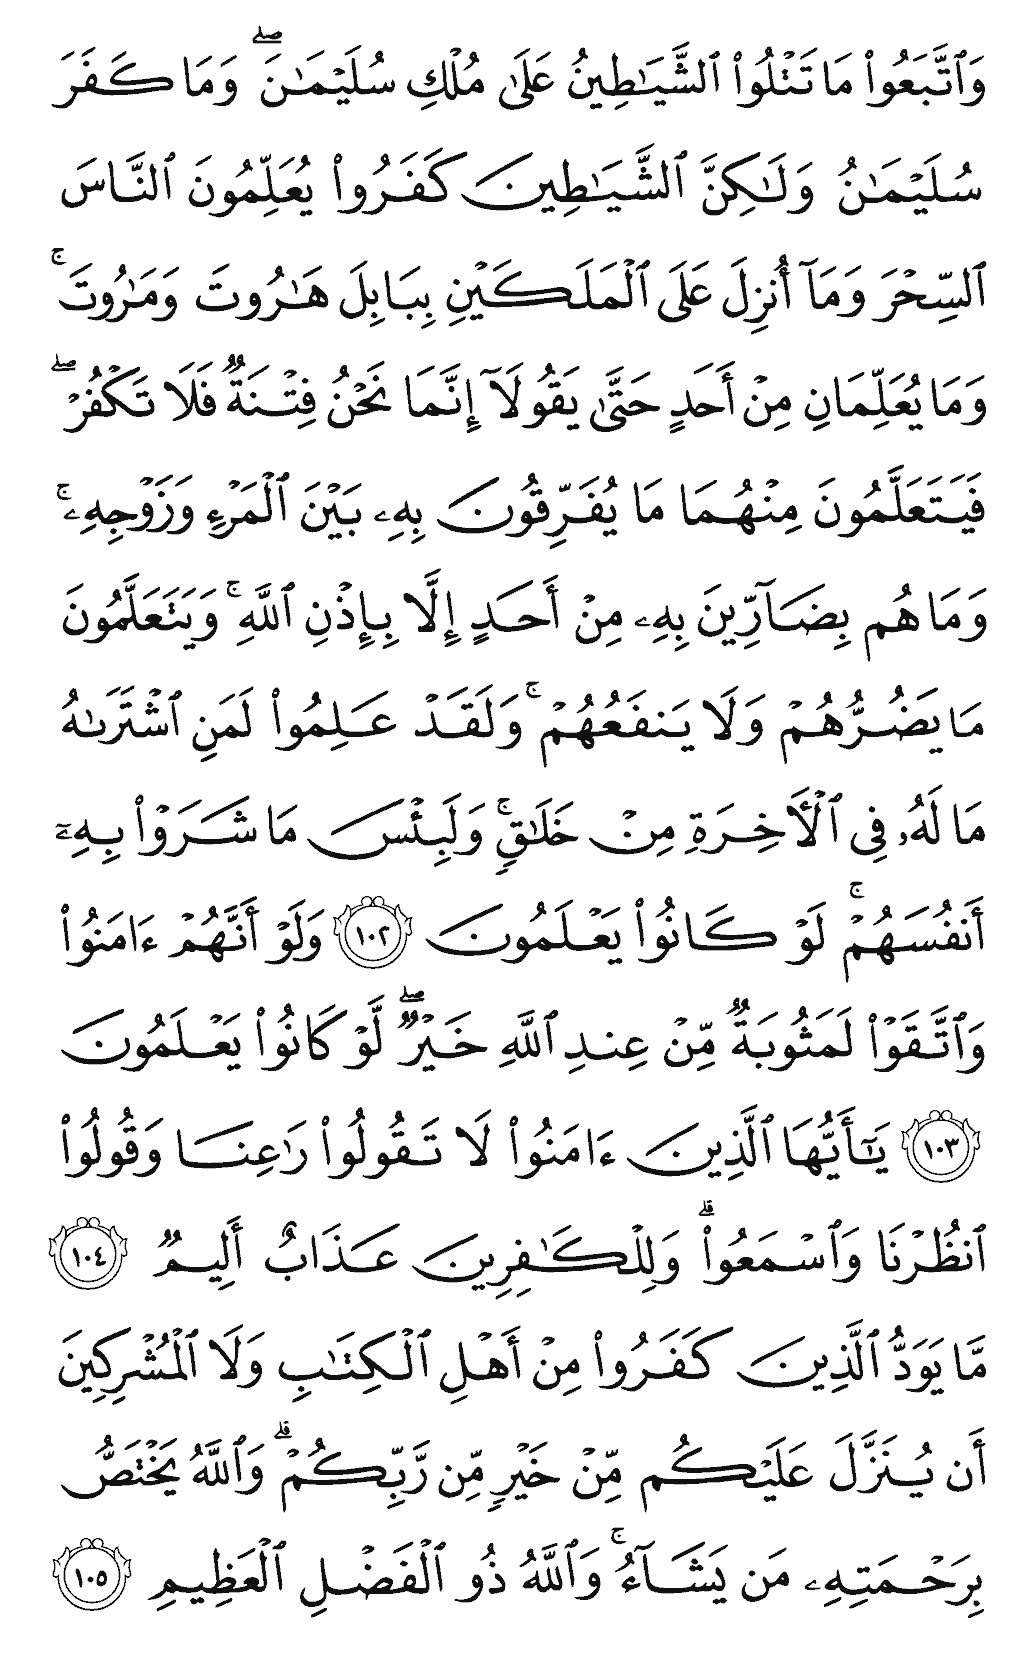 وَٱتَّبَعُواْ مَا تَتۡلُواْ ٱلشَّيَٰطِينُ عَلَىٰ مُلۡكِ سُلَيۡمَٰنَۖ وَمَا كَفَرَ
سُلَيۡمَٰنُ وَلَٰكِنَّ ٱلشَّيَٰطِينَ كَفَرُواْ يُعَلِّمُونَ ٱلنَّاسَ
ٱلسِّحۡرَ وَمَآ أُنزِلَ عَلَى ٱلۡمَلَكَيۡنِ بِبَابِلَ هَٰرُوتَ وَمَٰرُوتَۚ
وَمَا يُعَلِّمَانِ مِنۡ أَحَدٍ حَتَّىٰ يَقُولَآ إِنَّمَا نَحۡنُ فِتۡنَةٞ فَلَا تَكۡفُرۡۖ
فَيَتَعَلَّمُونَ مِنۡهُمَا مَا يُفَرِّقُونَ بِهِۦ بَيۡنَ ٱلۡمَرۡءِ وَزَوۡجِهِۦۚ
وَمَا هُم بِضَآرِّينَ بِهِۦ مِنۡ أَحَدٍ إِلَّا بِإِذۡنِ ٱللَّهِۚ وَيَتَعَلَّمُونَ
مَا يَضُرُّهُمۡ وَلَا يَنفَعُهُمۡۚ وَلَقَدۡ عَلِمُواْ لَمَنِ ٱشۡتَرَىٰهُ
مَا لَهُۥ فِي ٱلۡأٓخِرَةِ مِنۡ خَلَٰقٖۚ وَلَبِئۡسَ مَا شَرَوۡاْ بِهِۦٓ
أَنفُسَهُمۡۚ لَوۡ كَانُواْ يَعۡلَمُونَ ١٠٢ وَلَوۡ أَنَّهُمۡ ءَامَنُواْ
وَٱتَّقَوۡاْ لَمَثُوبَةٞ مِّنۡ عِندِ ٱللَّهِ خَيۡرٞۖ لَّوۡ كَانُواْ يَعۡلَمُونَ
١٠٣ يَٰٓأَيُّهَا ٱلَّذِينَ ءَامَنُواْ لَا تَقُولُواْ رَٰعِنَا وَقُولُواْ
ٱنظُرۡنَا وَٱسۡمَعُواْۗ وَلِلۡكَٰفِرِينَ عَذَابٌ أَلِيمٞ ١٠٤
مَّا يَوَدُّ ٱلَّذِينَ كَفَرُواْ مِنۡ أَهۡلِ ٱلۡكِتَٰبِ وَلَا ٱلۡمُشۡرِكِينَ
أَن يُنَزَّلَ عَلَيۡكُم مِّنۡ خَيۡرٖ مِّن رَّبِّكُمۡۗ وَٱللَّهُ يَخۡتَصُّ
بِرَحۡمَتِهِۦ مَن يَشَآءُۚ وَٱللَّهُ ذُو ٱلۡفَضۡلِ ٱلۡعَظِيمِ ١٠٥